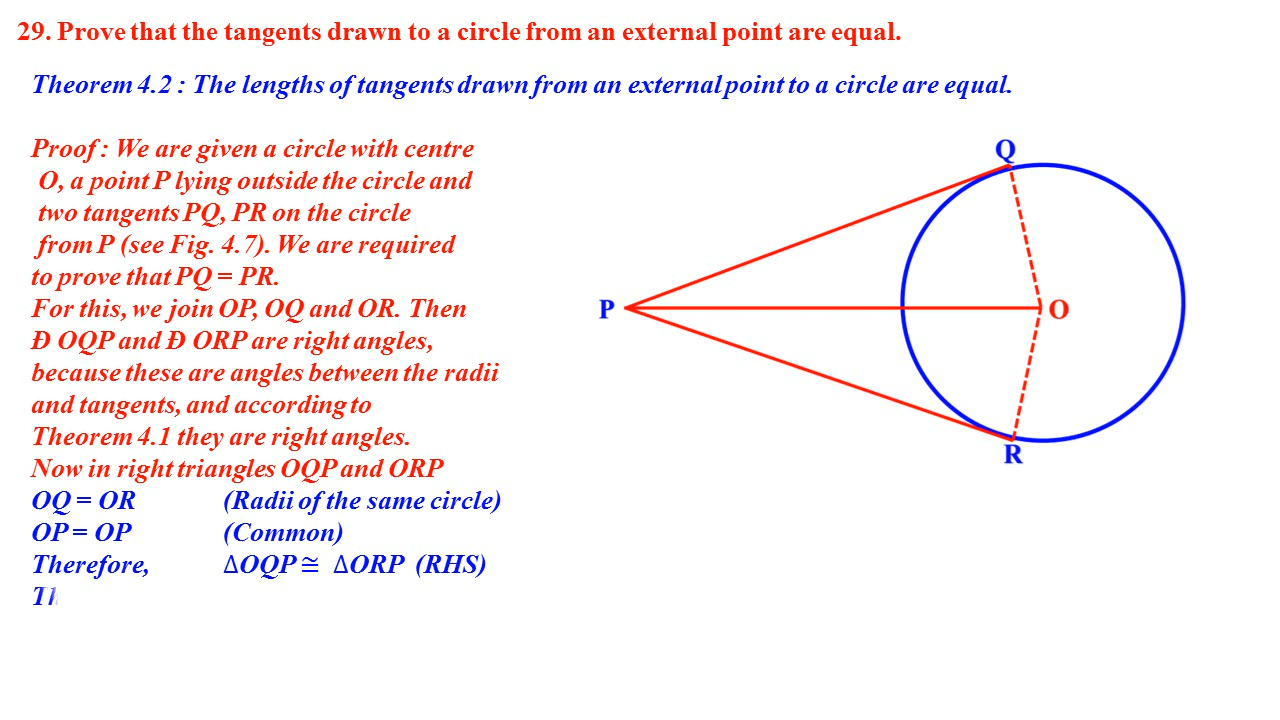 29. Prove that the tangents drawn to a circle from an external point are equal.
Theorem 4.2 : The lengths of tangents drawn from an external point to a circle are equal.
Proof : We are given a circle with centre
O, a point P lying outside the circle and
two tangents PQ, PR on the circle
from P (see Fig. 4.7). We are required
to prove that PQ = PR.
For this, we join OP, OQ and OR. Then
Ð OQP and Ð ORP are right angles,
because these are angles between the radii
and tangents, and according to
Theorem 4.1 they are right angles.
Now in right triangles OQP and ORP
OQ = OR (Radii of the same circle)
OP = OP (Common)
Therefore, ΔOQP ≅ ΔORP (RHS)
Q
P
O
R